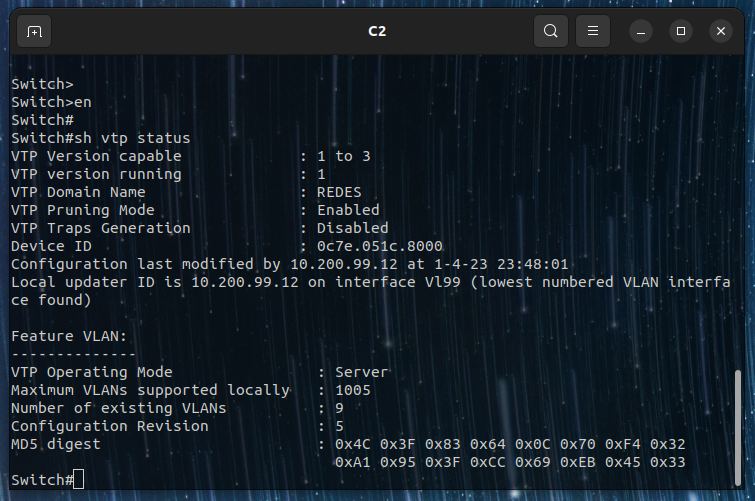 C2
Switch>
Switch>en
Switch#
Switch#sh vtp status
VTP Version capable             : 1 to 3
VTP version running             : 1
VTP Domain Name                 : REDES
VTP Pruning Mode                : Enabled
VTP Traps Generation            : Disabled
Device ID                       : 0c7e.051c.8000
Configuration last modified by 10.200.99.12 at 1-4-23 23:48:01
Local updater ID is 10.200.99.12 on interface Vl99 (lowest numbered VLAN interfa
ce found)
Feature VLAN:
--------------
VTP Operating Mode                : Server
Maximum VLANs supported locally   : 1005
Number of existing VLANs          : 9
Configuration Revision            : 5
MD5 digest                        : 0x4C 0x3F 0x83 0x64 0x0C 0x70 0xF4 0x32
                                    0xA1 0x95 0x3F 0xCC 0x69 0xEB 0x45 0x33
Switch#